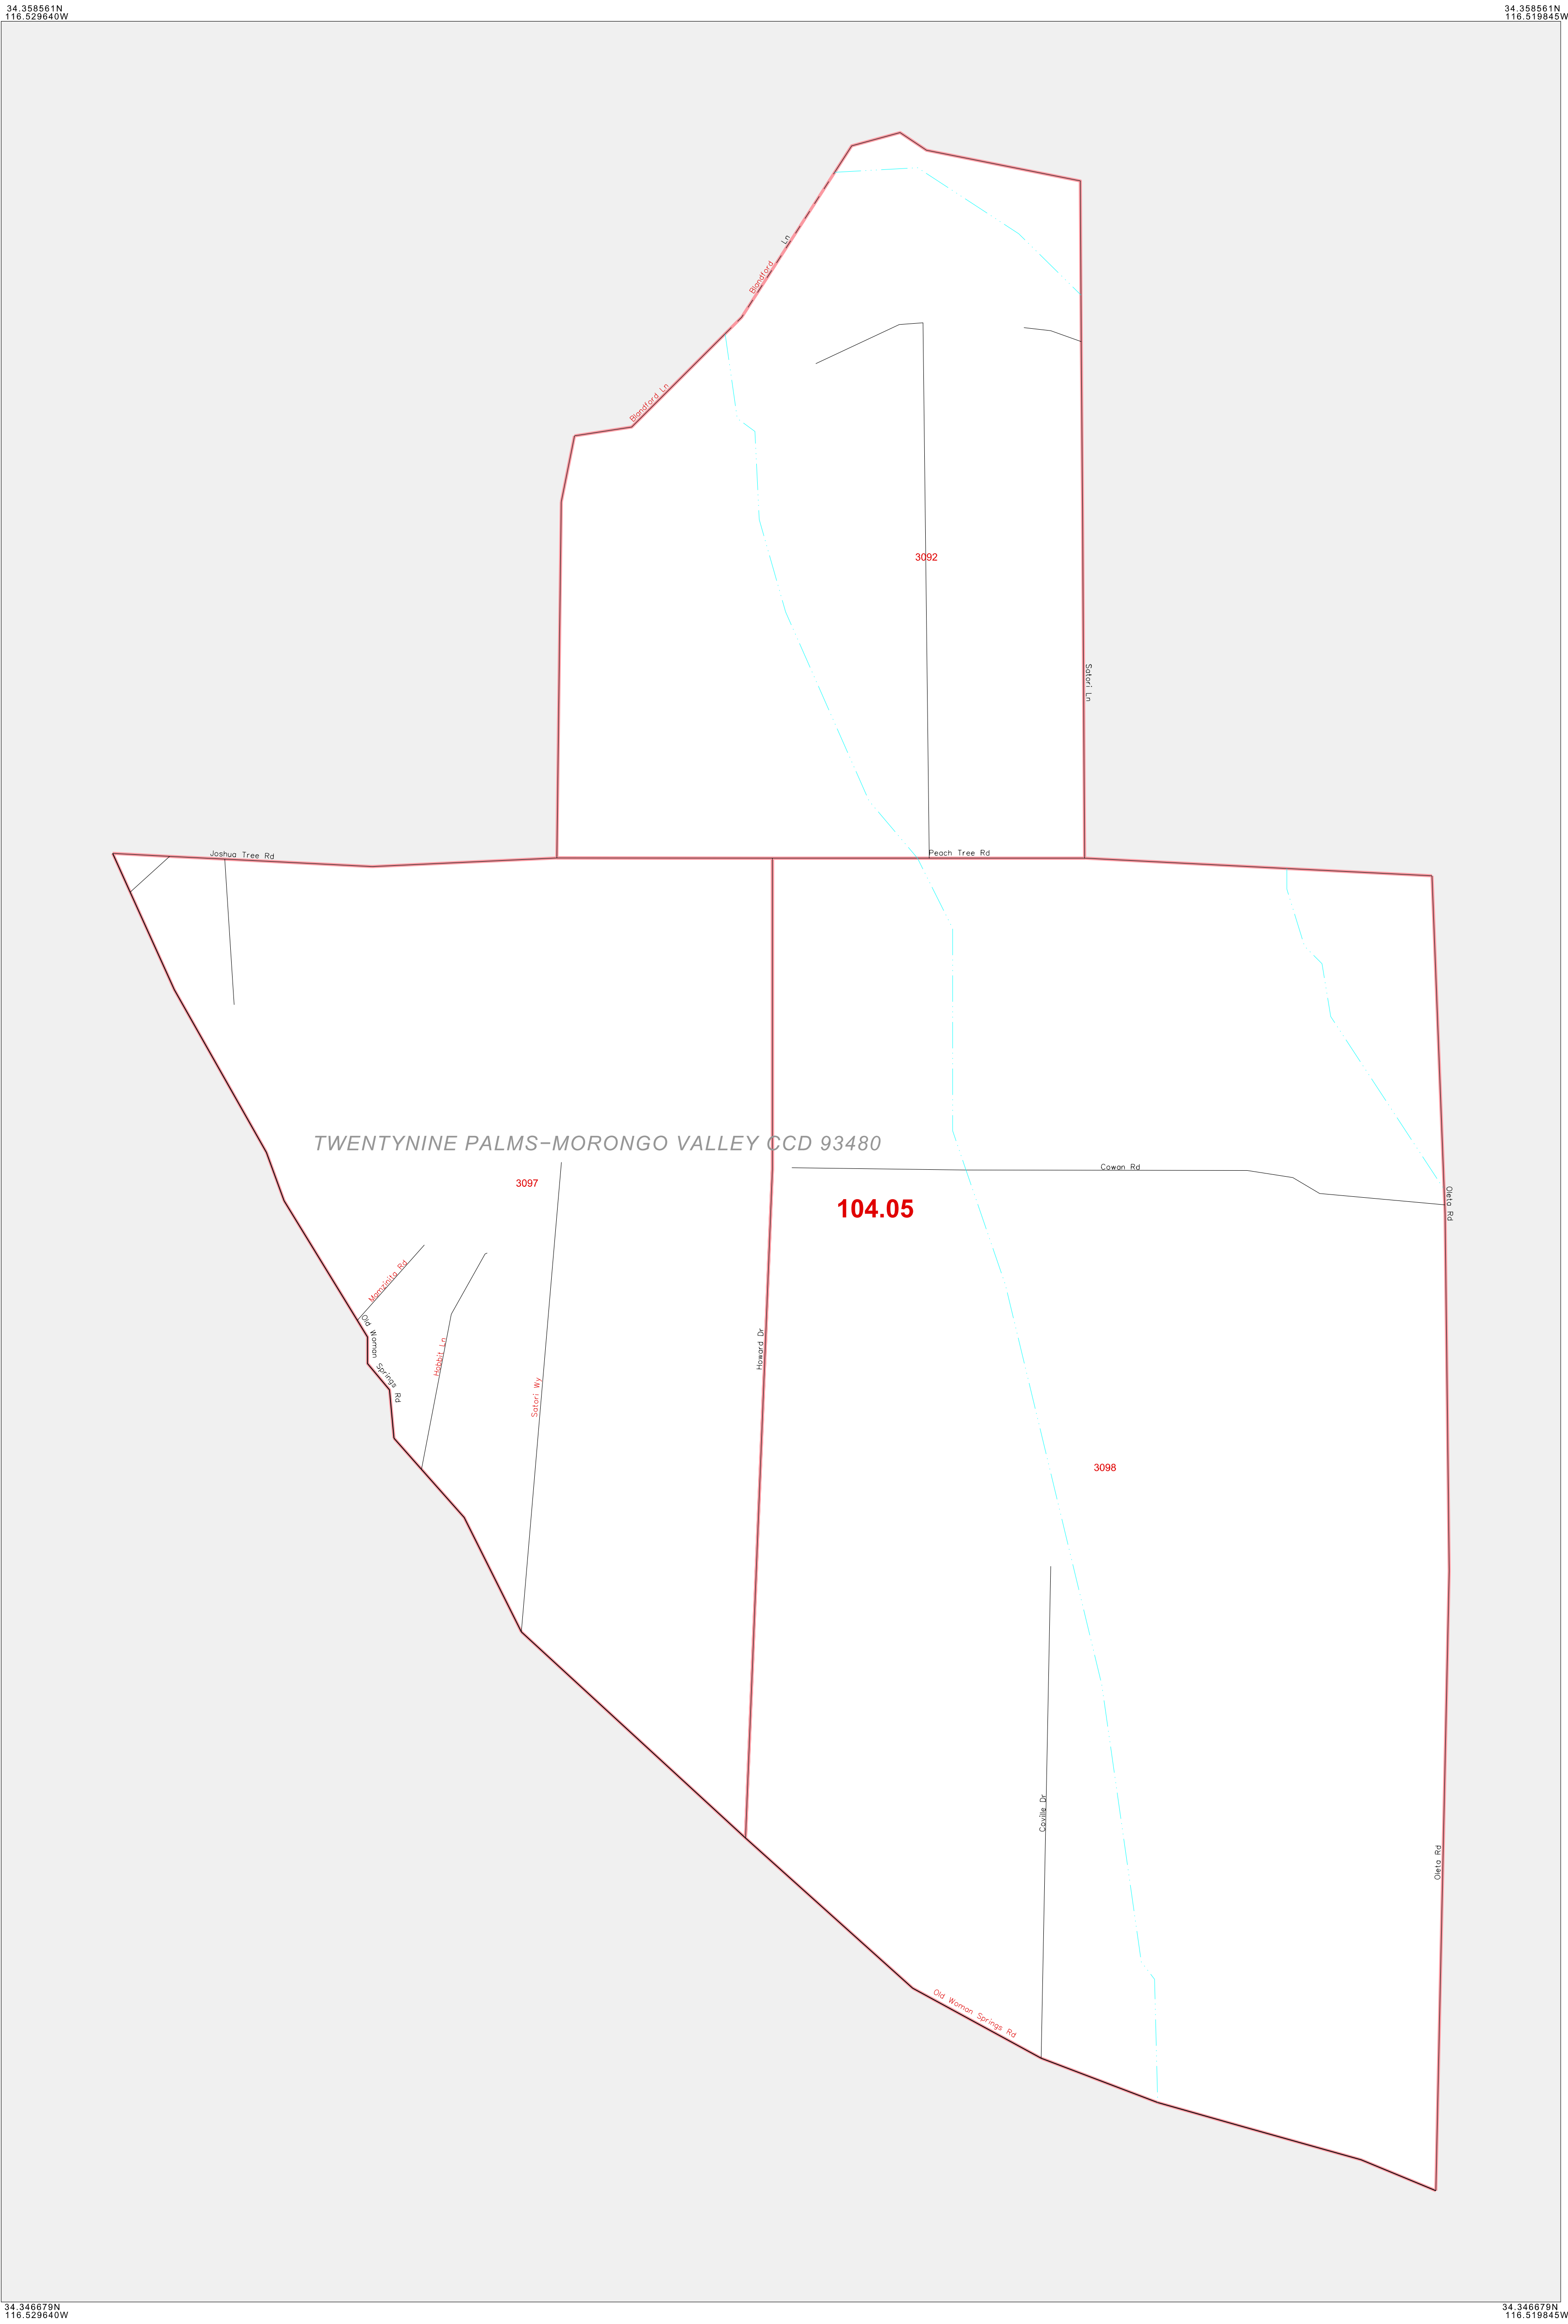 34.358561N
116.529640W
34.358561N
116.519845W
Blandford Ln
Blandford Ln
3092
Satori Ln
Joshua Tree Rd
Peach Tree Rd
TWENTYNINE PALMS-MORONGO VALLEY CCD 93480
Cowan Rd
3097
104.05
Oleta Rd
Mamzinita Rd
Old Woman Springs Rd
Hobbit Ln
Howard Dr
Satari Wy
3098
Coville Dr
Oleta Rd
Old Woman Springs Rd
34.346679N
116.529640W
34.346679N
116.519845W